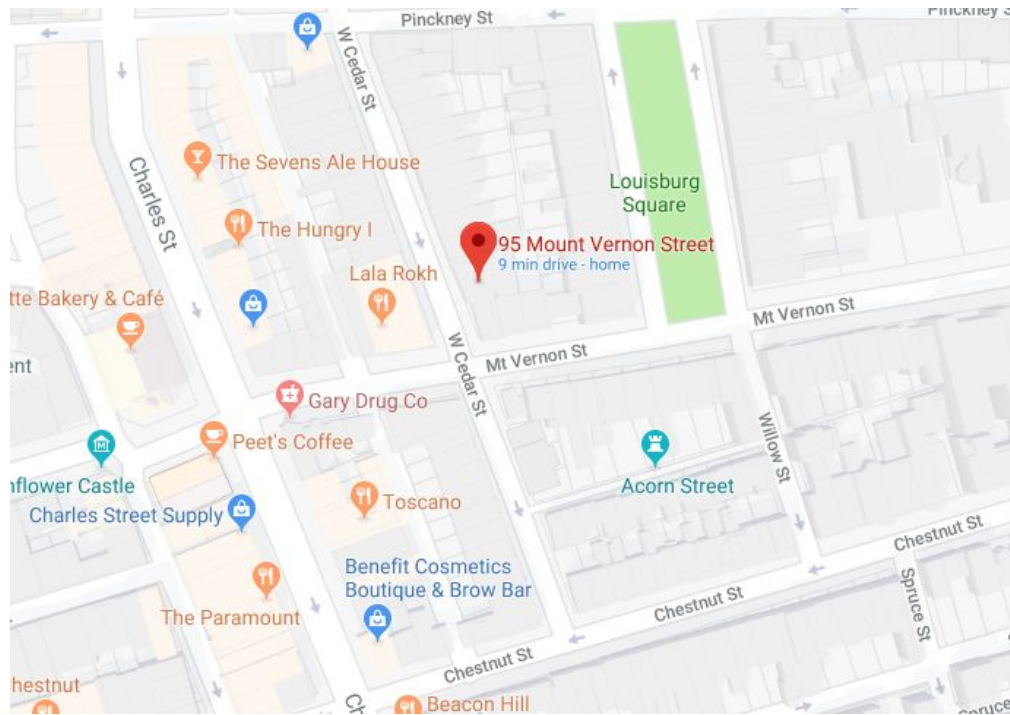 Pinckney St
Pinckney S
W Cedar St
The Sevens Ale House
Charles St
Louisburg
Square
The Hungry I
95 Mount Vernon Street
9 min drive - home
Lala Rokh
tte Bakery & Café
Mt Vernon St
W Cedar St
Mt Vernon St
ent
Gary Drug Co
Peet's Coffee
Willow St
nflower Castle
Acorn Street
Toscano
Charles Street Supply
Chestnut St
Benefit Cosmetics
Boutique & Brow Bar
Spruce St
The Paramount
Chestnut St
Chestnut St
hestnut
Ch
Beacon Hill
Spruce